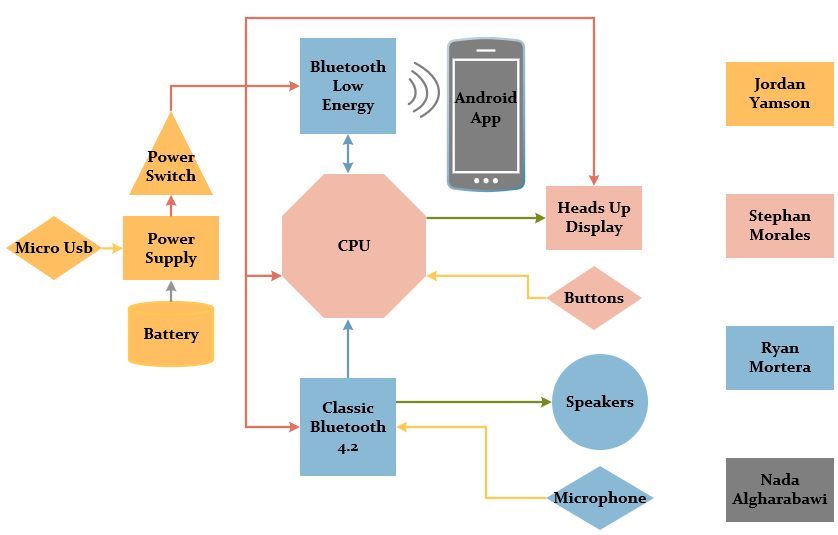 Bluetooth
Low
Energy
Android
App
Jordan
Yamson
Power
Switch
Heads Up
Display
Stephan
Morales
Micro Usb
Power
Supply
CPU
Buttons
Battery
Ryan
Mortera
Classic
Bluetooth
4.2
Speakers
Microphone
Nada
Algharabawi